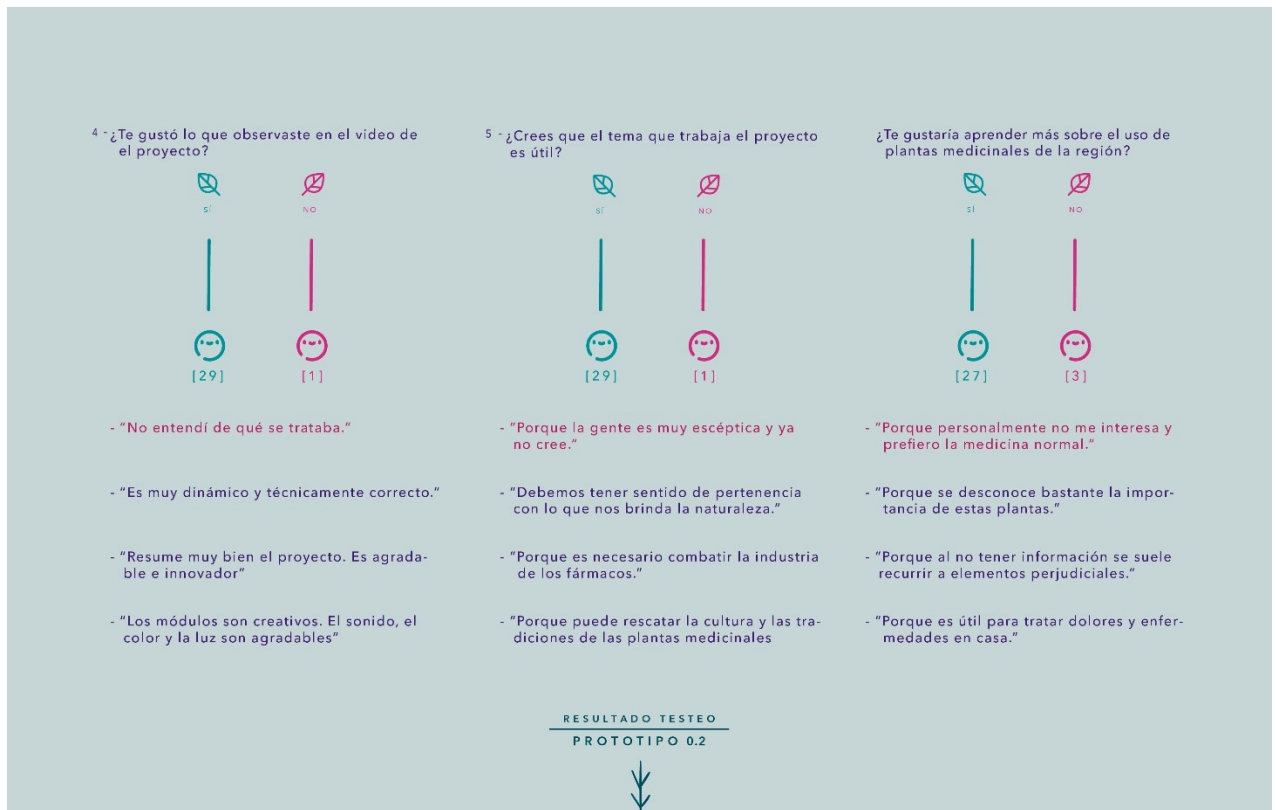 4 - ¿Te gustó lo que observaste en el video de
el proyecto?
SÍ
NO
[29]
[1]
- “No entendí de qué se trataba.”
- “Es muy dinámico y técnicamente correcto.”
- “Resume muy bien el proyecto. Es agrada-
ble e innovador”
- “Los módulos son creativos. El sonido, el
color y la luz son agradables”
5 - ¿Crees que el tema que trabaja el proyecto
es útil?
SÍ
NO
[29]
[1]
- “Porque la gente es muy escéptica y ya
no cree.”
- “Debemos tener sentido de pertenencia
con lo que nos brinda la naturaleza.”
- “Porque es necesario combatir la industria
de los fármacos.”
- “Porque puede rescatar la cultura y las tra-
diciones de las plantas medicinales
¿Te gustaría aprender más sobre el uso de
plantas medicinales de la región?
SÍ
NO
[27]
[3]
- “Porque personalmente no me interesa y
prefiero la medicina normal.”
- “Porque se desconoce bastante la impor-
tancia de estas plantas.”
- “Porque al no tener información se suele
recurrir a elementos perjudiciales.”
- “Porque es útil para tratar dolores y enfer-
medades en casa.”
RESULTADO TESTEO
PROTOTIPO 0.2